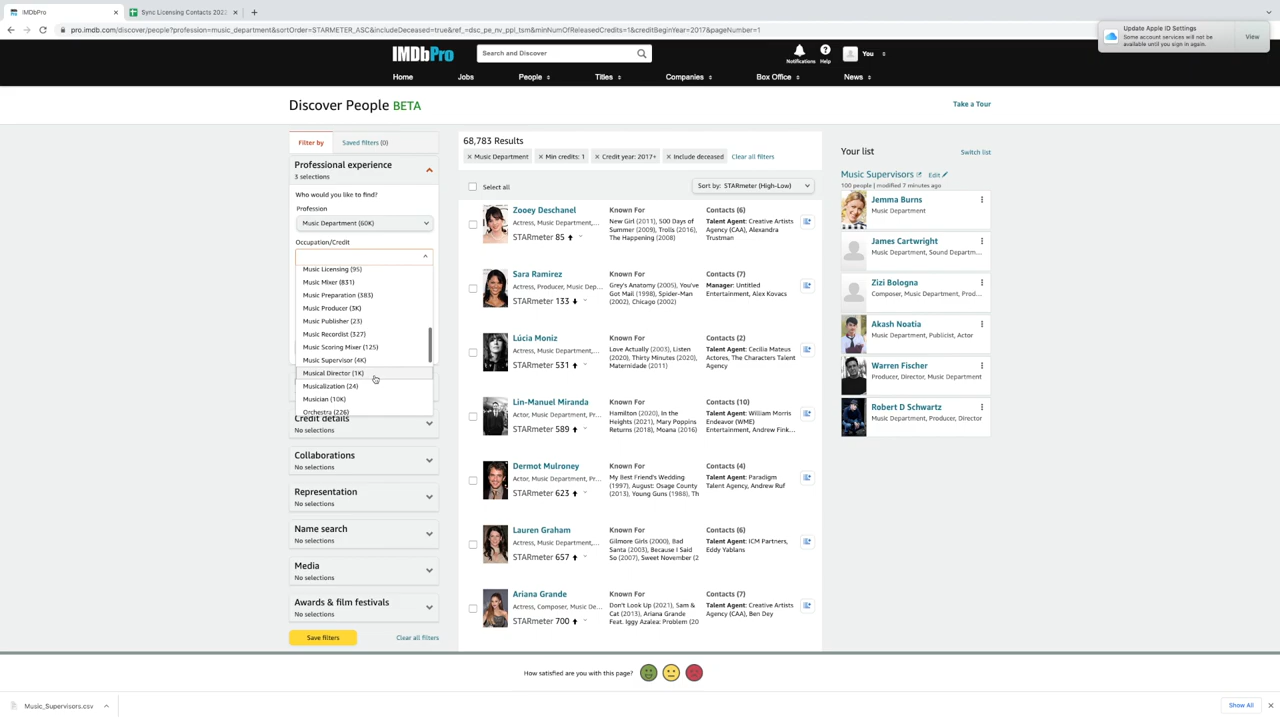 IMDbPro
Sync Licensing Contacts 202
pro.imdb.com/discover/people?profession=music_department&sortOrder=STARMETER_ASC&includeDeceased=true&ref_=dsc_pe_nv_ppl_tsm&minNumOfReleasedCredits=1&creditBeginYear=2017&pageNumber=1
Update Apple ID Settings
Some account services will not be
available until you sign in again.
View
IMDbPro
Search and Discover
Notifications
Help
You
Home
Jobs
People
Titles
Companies
Box Office
News
Discover People BETA
Take a Tour
Filter by
Saved filters (0)
Professional experience
3 selections
Who would you like to find?
Profession
Music Department (60K)
Occupation/Credit
Music Licensing (95)
Music Mixer (831)
Music Preparation (383)
Music Producer (3K)
Music Publisher (23)
Music Recordist (327)
Music Scoring Mixer (125)
Music Supervisor (4K)
Musical Director (1K)
Musicalization (24)
Musician (10K)
Orchestra (226)
Credit details
No selections
Collaborations
No selections
Representation
No selections
Name search
No selections
Media
No selections
Awards & film festivals
No selections
Save filters
Clear all filters
68,783 Results
Music Department
Min credits: 1
Credit year: 2017+
Include deceased
Clear all filters
Select all
Sort by: STARmeter (High-Low)
Zooey Deschanel
Actress, Music Department,...
STARmeter 85
Known For
New Girl (2011), 500 Days of
Summer (2009), Trolls (2016),
The Happening (2008)
Contacts (6)
Talent Agent: Creative Artists
Agency (CAA), Alexandra
Trustman
Sara Ramirez
Actress, Producer, Music Dep...
STARmeter 133
Known For
Grey's Anatomy (2005), You've
Got Mail (1998), Spider-Man
(2002), Chicago (2002)
Contacts (7)
Manager: Untitled
Entertainment, Alex Kovacs
Lúcia Moniz
Actress, Music Department,...
STARmeter 531
Known For
Love Actually (2003), Listen
(2020), Thirty Minutes (2020),
Maternidade (2011)
Contacts (2)
Talent Agent: Cecilia Mateus
Actores, The Characters Talent
Agency
Lin-Manuel Miranda
Actor, Music Department, Pr...
STARmeter 589
Known For
Hamilton (2020), In the
Heights (2021), Mary Poppins
Returns (2018), Moana (2016)
Contacts (10)
Talent Agent: William Morris
Endeavor (WME)
Entertainment, Andrew Fink...
Dermot Mulroney
Actor, Music Department, Pr...
STARmeter 623
Known For
My Best Friend's Wedding
(1997), August: Osage County
(2013), Young Guns (1988), Th
Contacts (4)
Talent Agent: Paradigm
Talent Agency, Andrew Ruf
Lauren Graham
Actress, Music Department,...
STARmeter 657
Known For
Gilmore Girls (2000), Bad
Santa (2003), Because I Said
So (2007), Sweet November (2
Contacts (6)
Talent Agent: ICM Partners,
Eddy Yablans
Ariana Grande
Actress, Composer, Music De...
STARmeter 700
Known For
Don't Look Up (2021), Sam &
Cat (2013), Ariana Grande
Feat. Iggy Azalea: Problem (20
Contacts (7)
Talent Agent: Creative Artists
Agency (CAA), Ben Dey
Your list
Switch list
Music Supervisors
Edit
100 people | modified 7 minutes ago
Jemma Burns
Music Department
James Cartwright
Music Department, Sound Departm...
Zizi Bologna
Composer, Music Department, Prod...
Akash Noatia
Music Department, Publicist, Actor
Warren Fischer
Producer, Director, Music Department
Robert D Schwartz
Music Department, Producer, Director
How satisfied are you with this page?
Music_Supervisors.csv
Show All